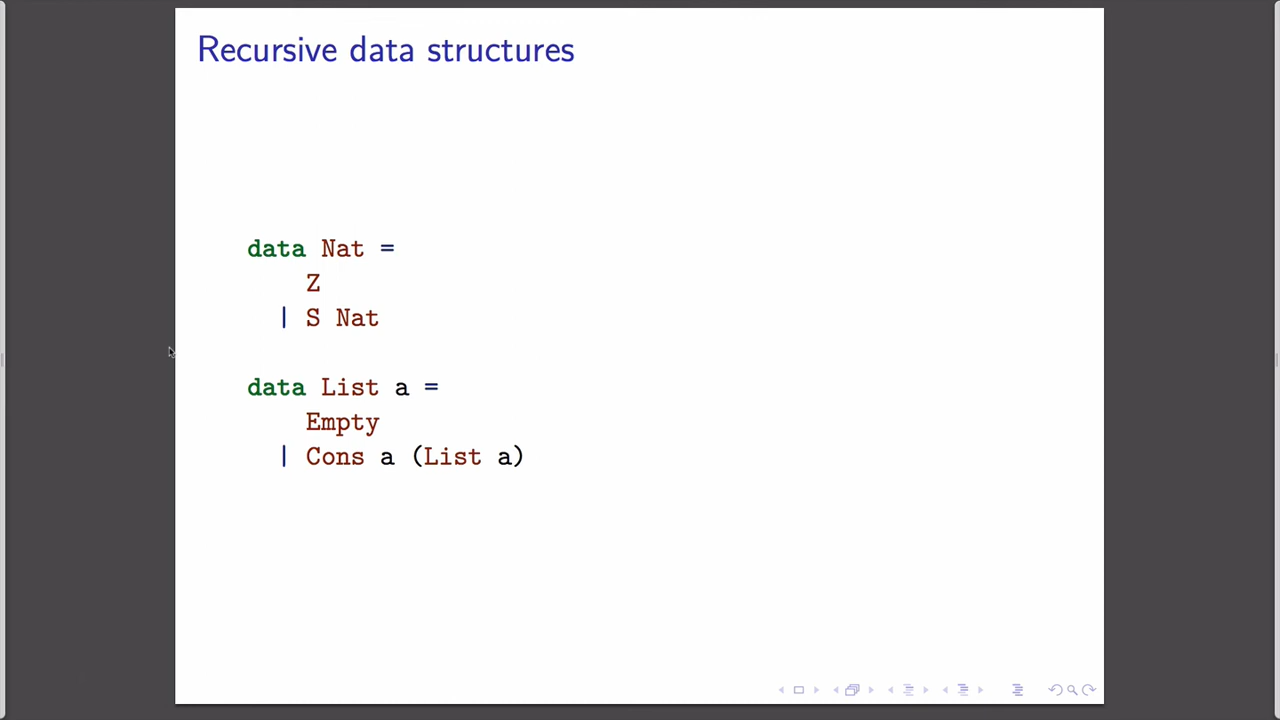 Recursive data structures
data Nat =
Z
| S Nat
data List a =
Empty
| Cons a (List a)